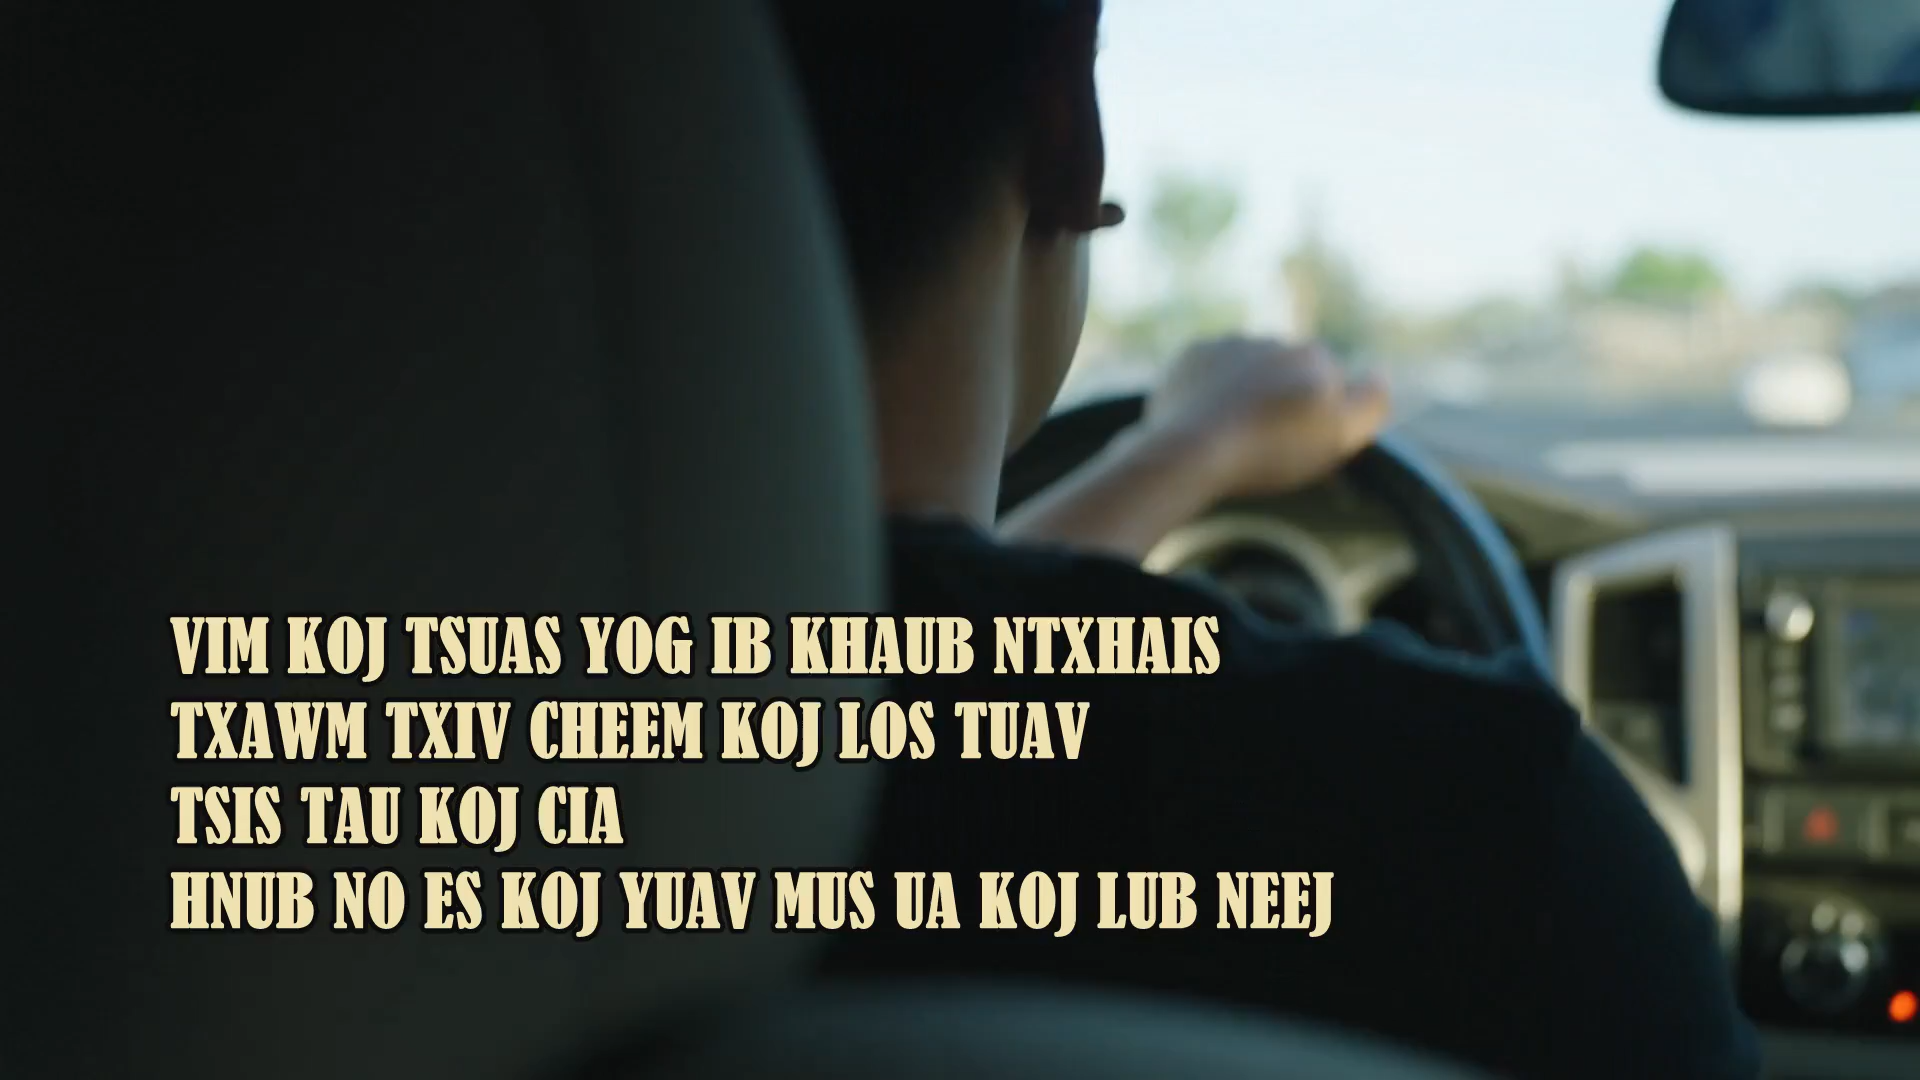 VIM KOJ TSUAS YOG IB KHAUB NTXHAIS
TXAWM TXIV CHEEM KOJ LOS TUAV
TSIS TAU KOJ CIA
HNUB NO ES KOJ YUAV MUS UA KOJ LUB NEEJ